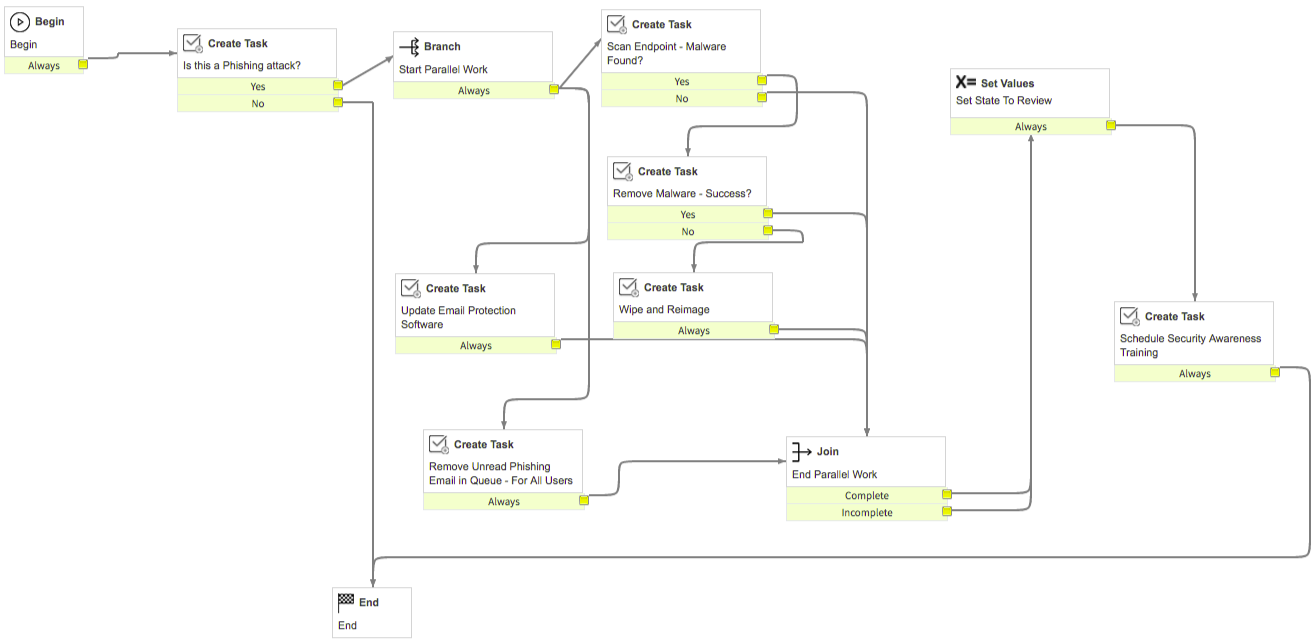 Begin
Begin
Always
Create Task
Is this a Phishing attack?
Yes
No
Branch
Start Parallel Work
Always
Create Task
Scan Endpoint - Malware
Found?
Yes
No
Create Task
Remove Malware - Success?
Yes
No
Create Task
Update Email Protection
Software
Always
Create Task
Wipe and Reimage
Always
Create Task
Remove Unread Phishing
Email in Queue - For All Users
Always
Join
End Parallel Work
Complete
Incomplete
X= Set Values
Set State To Review
Always
Create Task
Schedule Security Awareness
Training
Always
End
End